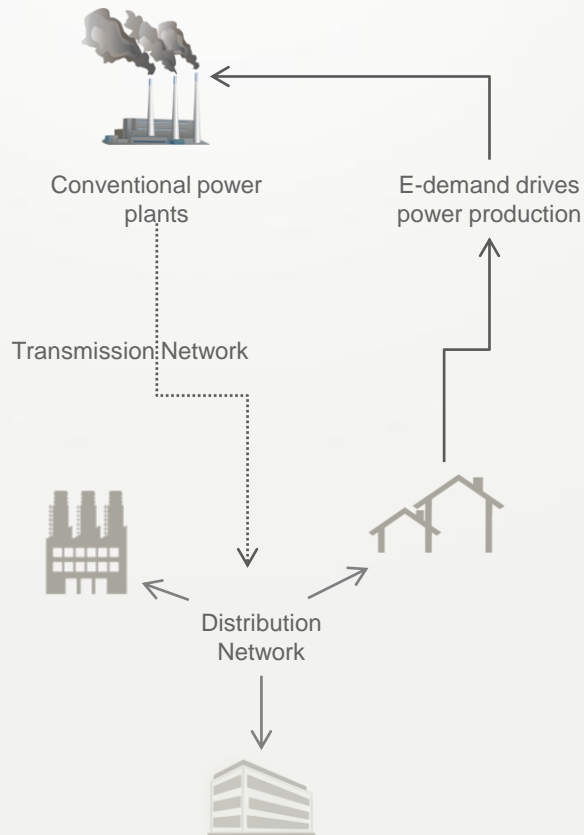 Conventional power
plants
E-demand drives
power production
Transmission Network
Distribution
Network